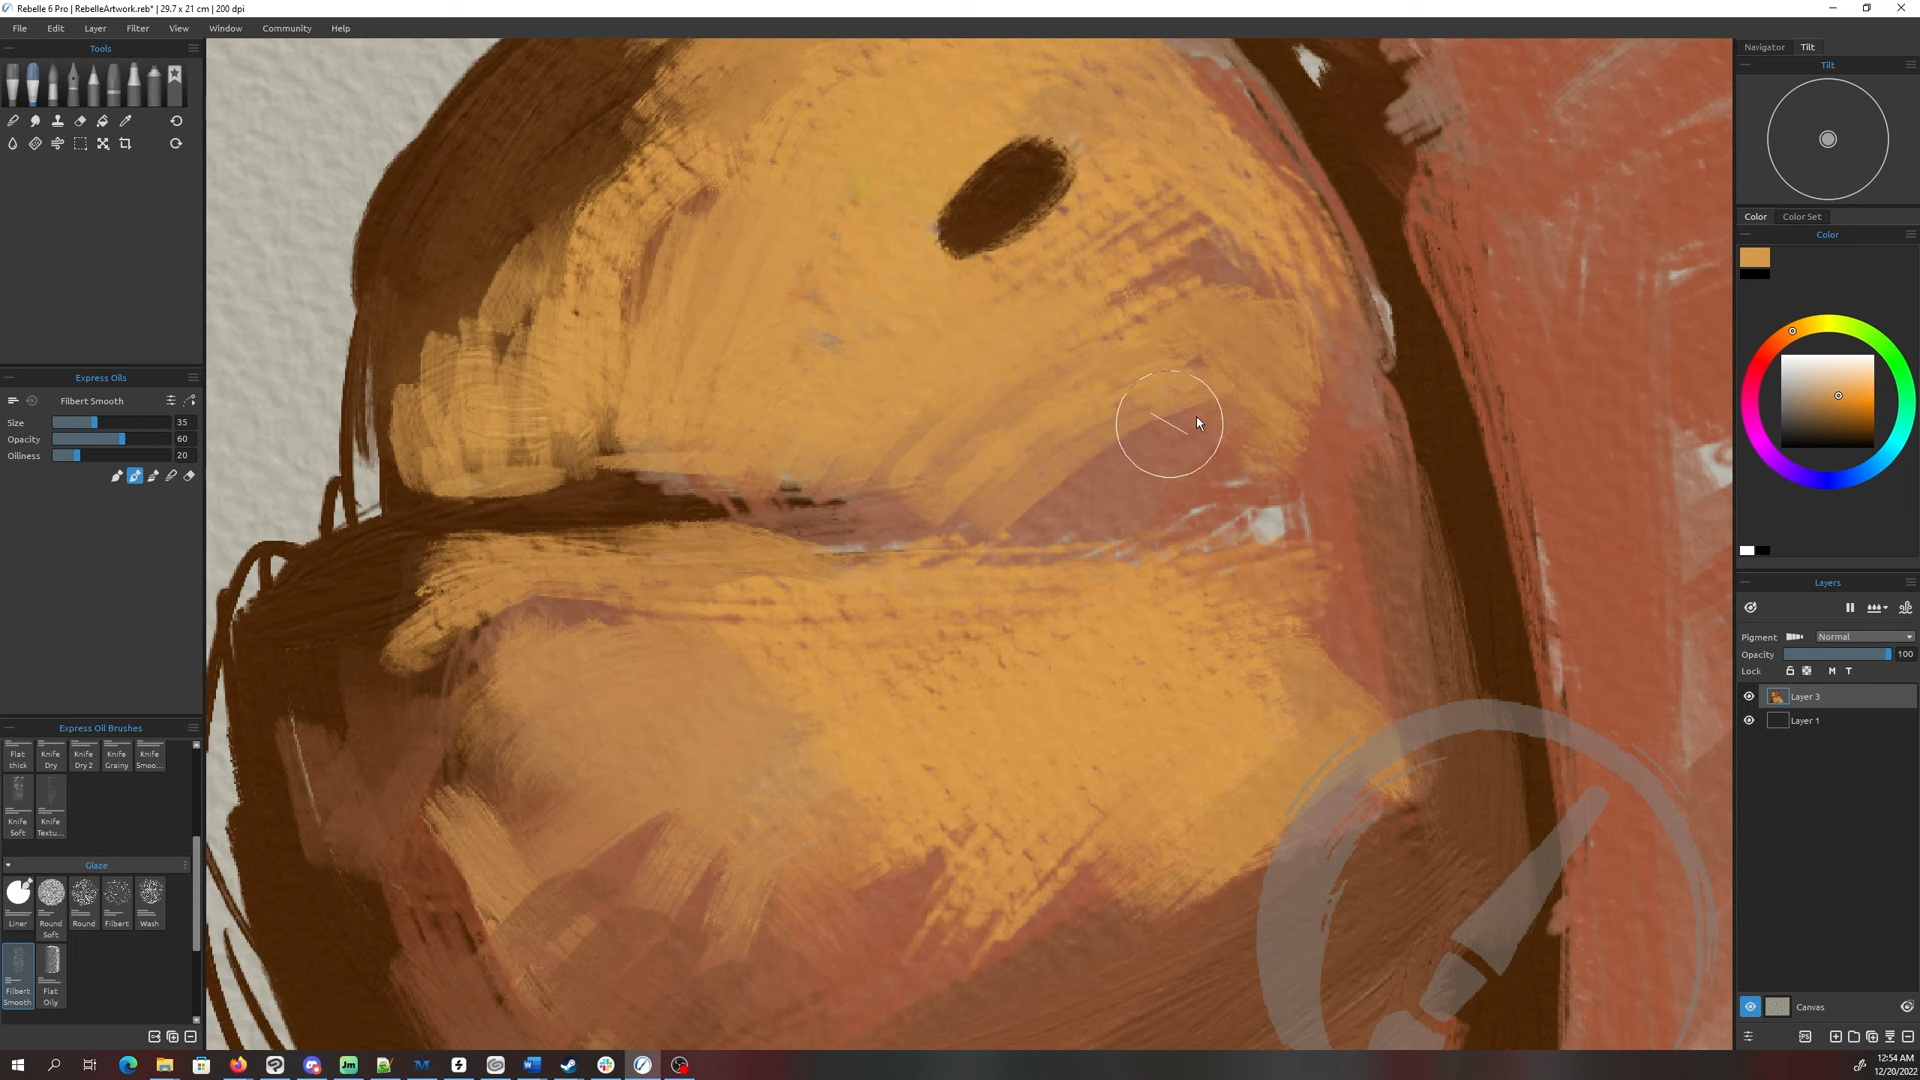 Rebelle 6 Pro | RebelleArtwork.reb* | 29.7 x 21 cm | 200 dpi
File Edit Layer Filter View Window Community Help
Tools
Express Oils
Filbert Smooth
Size 35
Opacity 60
Oiliness 20
Express Oil Brushes
Flat thick
Knife Dry
Knife Dry 2
Knife Grainy
Knife Smoo...
Knife Soft
Knife Textu...
Glaze
Liner
Round Soft
Round
Filbert
Wash
Filbert Smooth
Flat Oily
Navigator Tilt
Tilt
Color Color Set
Color
Layers
Pigment Normal
Opacity 100
Lock M T
Layer 3
Layer 1
Canvas
PS
Jm
12:54 AM
12/20/2022